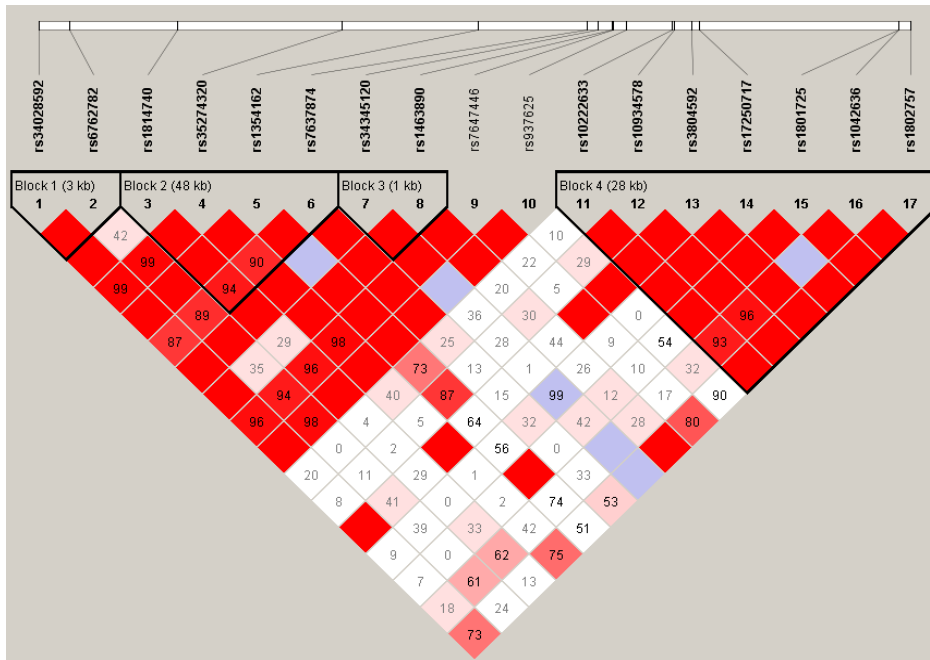 rs34028592
rs6762782
rs1814740
rs35274320
rs1354162
rs7637874
rs34345120
rs1463890
rs7647446
rs937625
rs10222633
rs10934578
rs3804592
rs17250717
rs1801725
rs1042636
rs1802757
Block 1 (3 kb) Block 2 (48 kb) Block 3 (1 kb) Block 4 (28 kb)
1 2 3 4 5 6 7 8 9 10 11 12 13 15 16 17
42 10
99 90 22 29
99 94 20 5
89 36 30 0 96
87 29 98 25 28 44 9 54 93
35 96 73 13 1 26 10 32
94 40 87 15 99 12 17 90
96 98 4 5 64 32 42 28 80
0 2 56 0
20 11 29 1 33
8 41 0 2 74 53
39 33 42 51
9 0 62 75
7 61 13
18 24
73